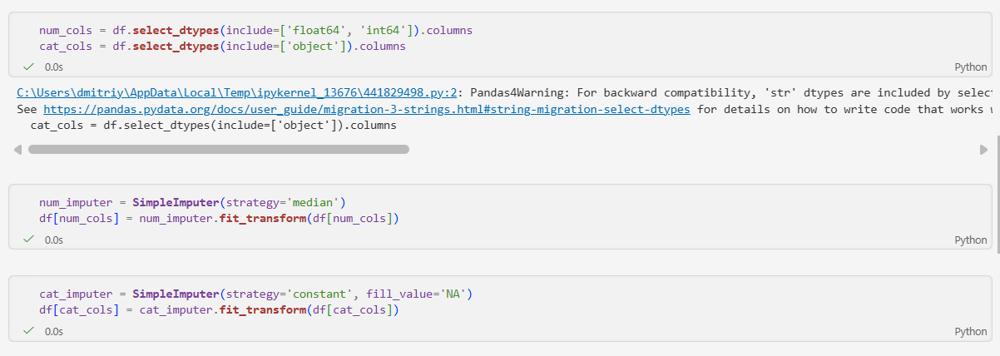 num_cols = df.select_dtypes(include=['float64', 'int64']).columns
cat_cols = df.select_dtypes(include=['object']).columns
0.0s
Python
C:\Users\dmitriy\AppData\Local\Temp\ipykernel_13676\441829498.py:2: Pandas4Warning: For backward compatibility, 'str' dtypes are included by select
See https://pandas.pydata.org/docs/user_guide/migration-3-strings.html#string-migration-select-dtypes for details on how to write code that works
cat_cols = df.select_dtypes(include=['object']).columns
num_imputer = SimpleImputer(strategy='median')
df[num_cols] = num_imputer.fit_transform(df[num_cols])
0.0s
Python
cat_imputer = SimpleImputer(strategy='constant', fill_value='NA')
df[cat_cols] = cat_imputer.fit_transform(df[cat_cols])
0.0s
Python